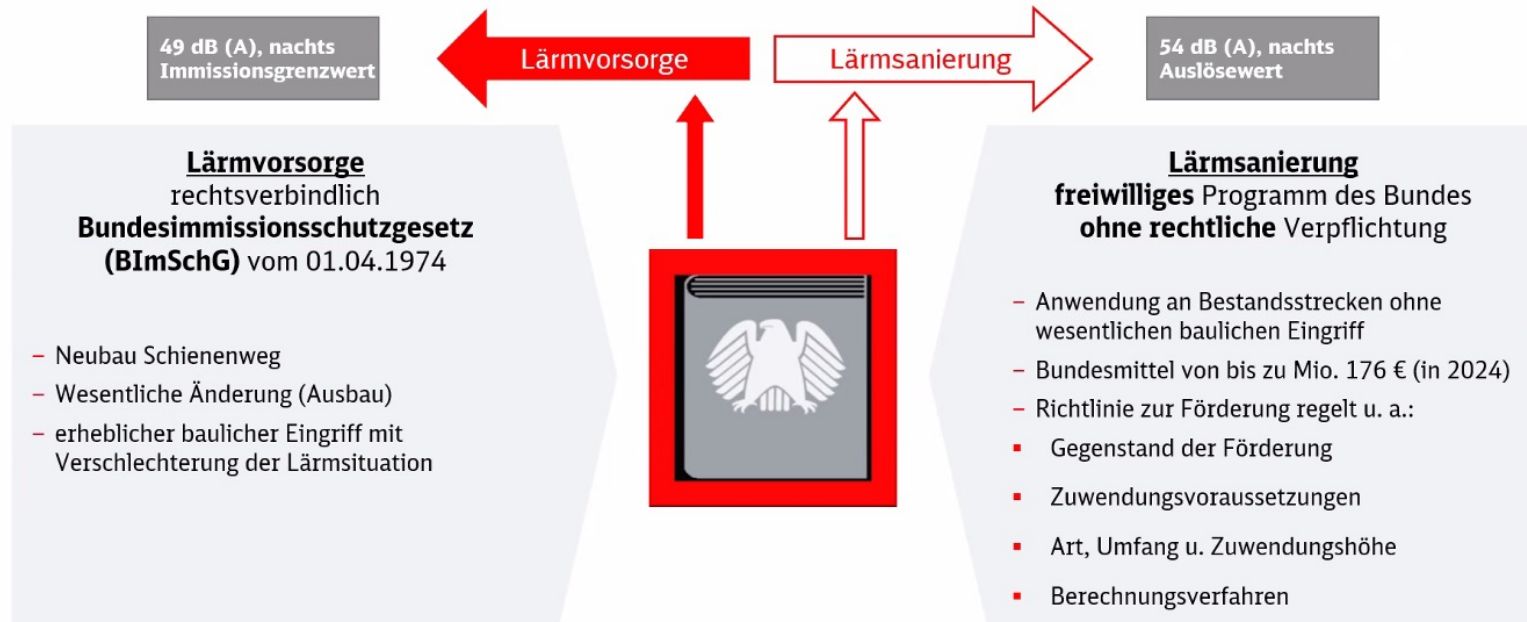 49 dB (A), nachts
Immissionsgrenzwert
Lärmvorsorge
Lärmsanierung
54 dB (A), nachts
Auslösewert
Lärmvorsorge
rechtsverbindlich
Bundesimmissionsschutzgesetz
(BImSchG) vom 01.04.1974
– Neubau Schienenweg
– Wesentliche Änderung (Ausbau)
– erheblicher baulicher Eingriff mit
Verschlechterung der Lärmsituation
Lärmsanierung
freiwilliges Programm des Bundes
ohne rechtliche Verpflichtung
– Anwendung an Bestandsstrecken ohne
wesentlichen baulichen Eingriff
– Bundesmittel von bis zu Mio. 176 € (in 2024)
– Richtlinie zur Förderung regelt u. a.:
▪ Gegenstand der Förderung
▪ Zuwendungsvoraussetzungen
▪ Art, Umfang u. Zuwendungshöhe
▪ Berechnungsverfahren